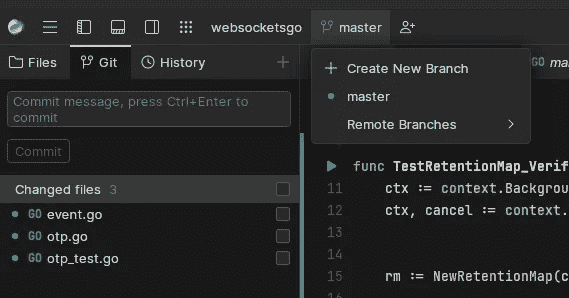 websocketsgo
master
Files
Git
History
GO
Create New Branch
master
Remote Branches
Commit message, press Ctrl+Enter to
commit
Commit
Changed files 3
GO event.go
GO otp.go
GO otp_test.go
func TestRetentionMap_Verif
11 ctx := context.Backgrou
12 ctx, cancel := context.
13
14
15 rm := NewRetentionMap(c
16